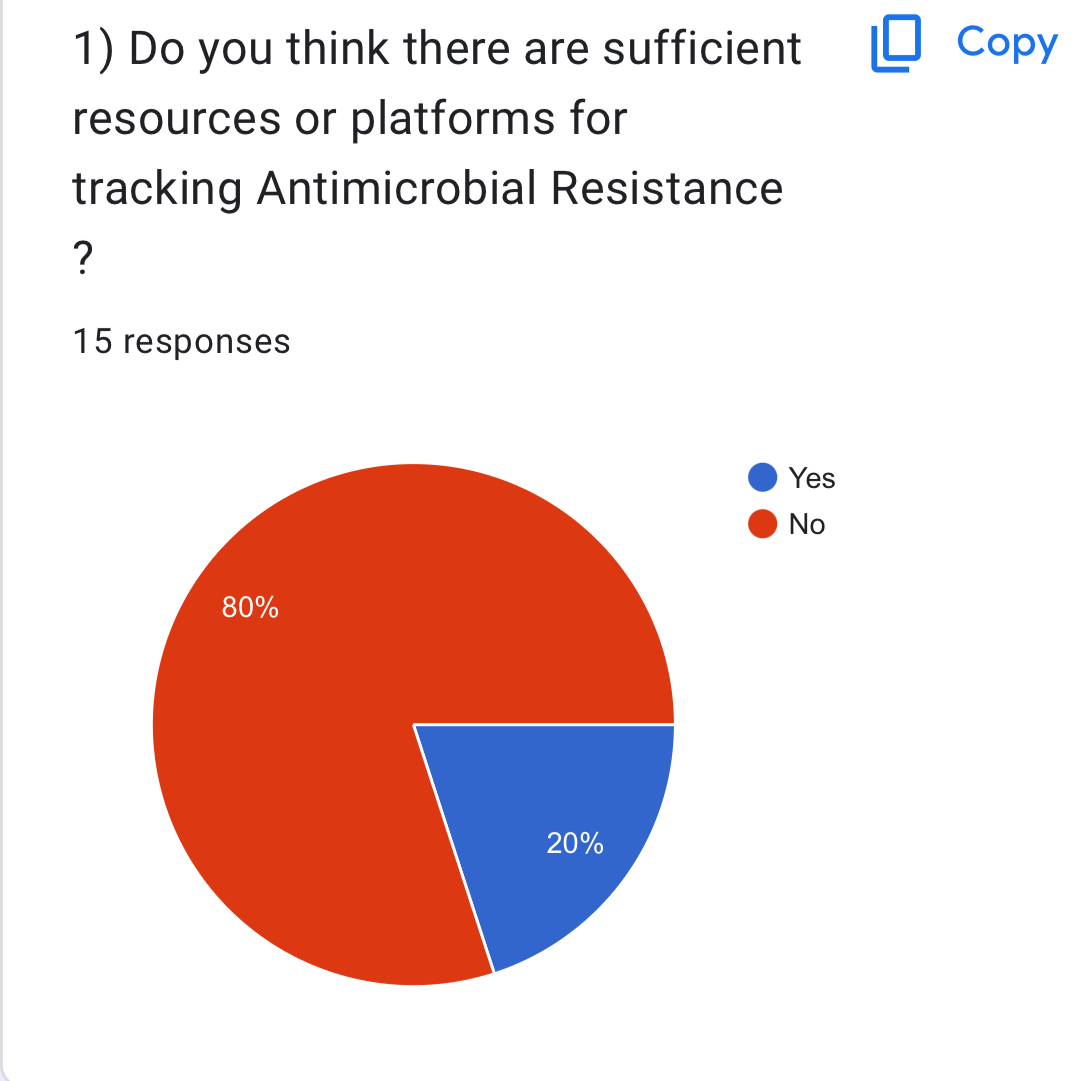 1) Do you think there are sufficient
Copy
resources or platforms for
tracking Antimicrobial Resistance
?
15 responses
Yes
No
80%
20%